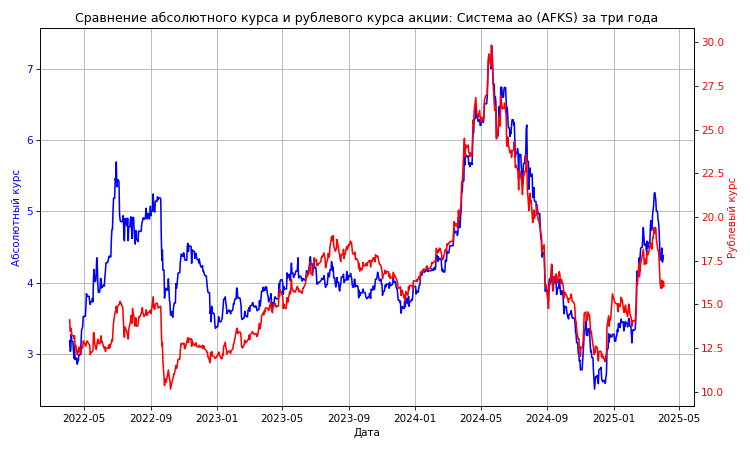 Сравнение абсолютного курса и рублевого курса акции: Система ао (AFKS) за три года
Абсолютный курс
7
6
5
4
3
30.0
27.5
25.0
22.5
20.0
17.5
15.0
12.5
10.0
Рублевый курс
2022-05 2022-09 2023-01 2023-05 2023-09 2024-01 2024-05 2024-09 2025-01 2025-05
Дата